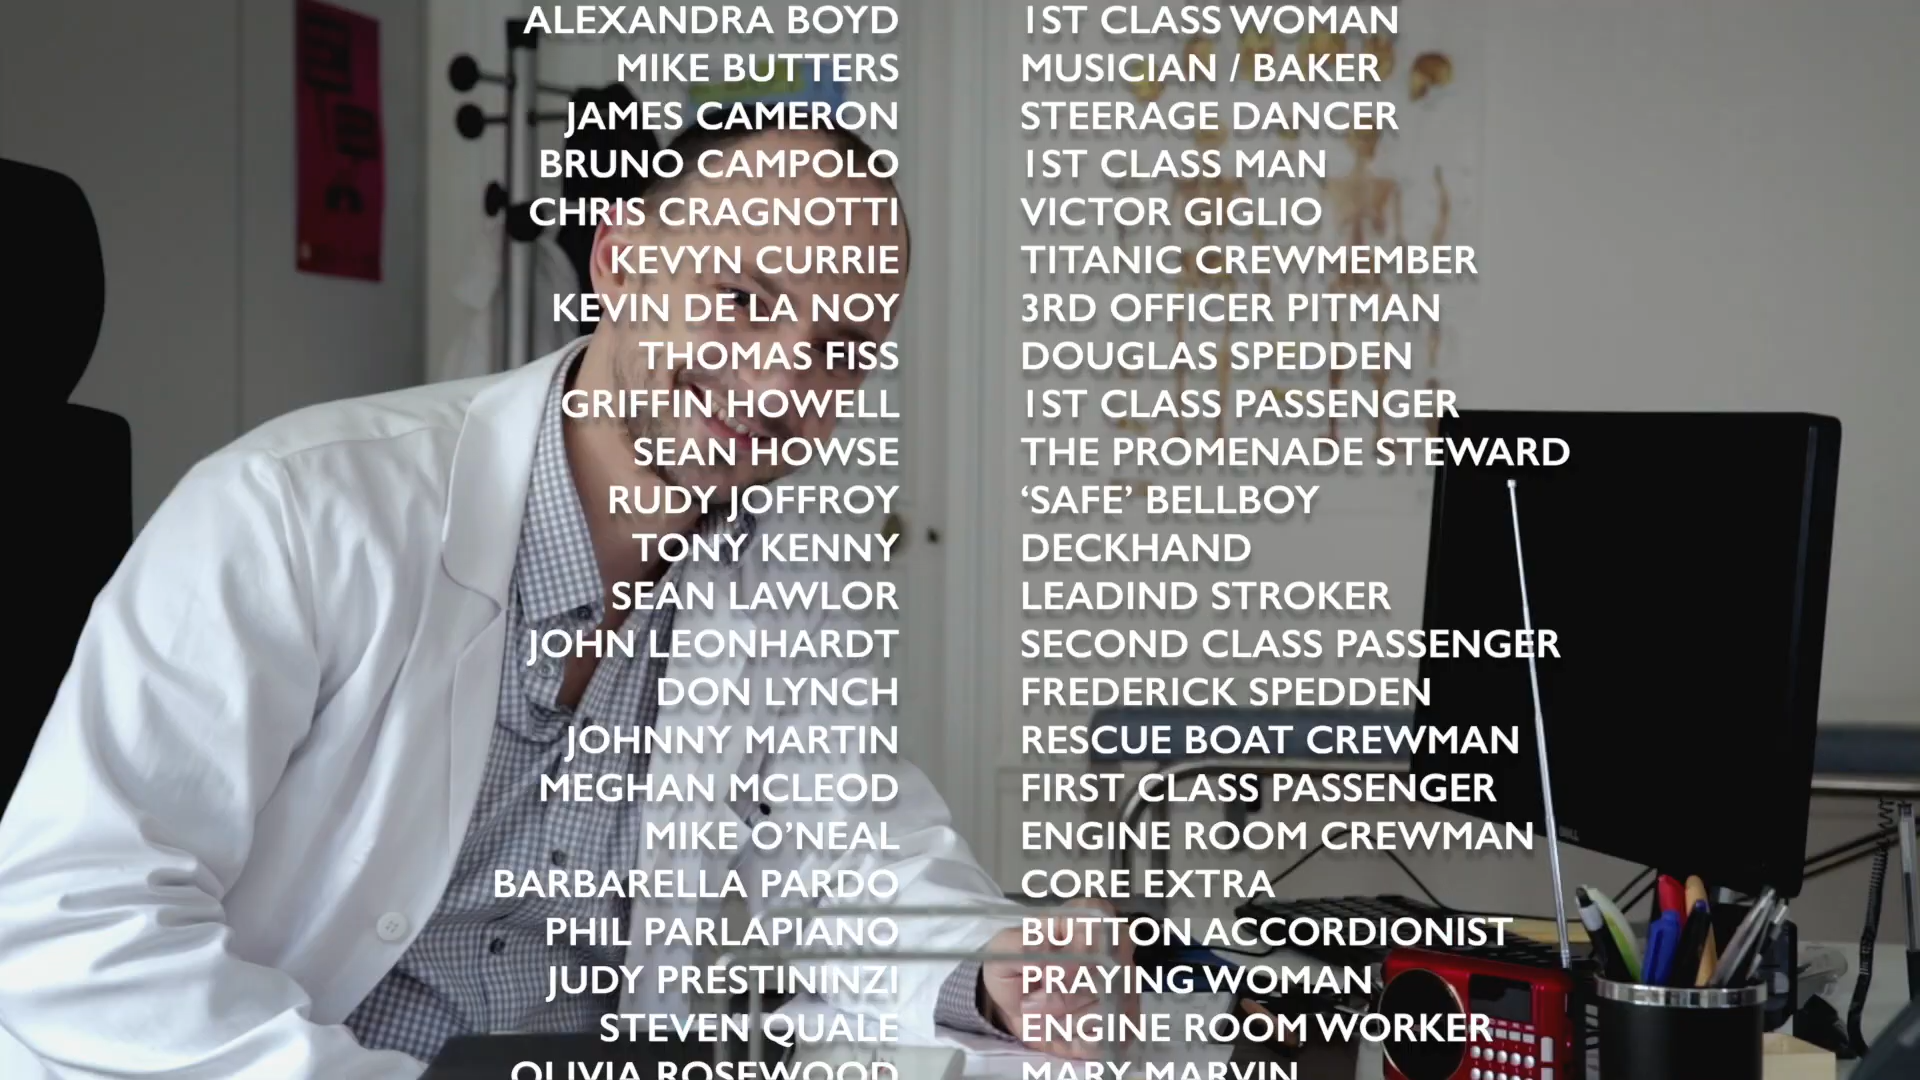 ALEXANDRA BOYD 1ST CLASS WOMAN
MIKE BUTTERS MUSICIAN / BAKER
JAMES CAMERON STEERAGE DANCER
BRUNO CAMPOLO 1ST CLASS MAN
CHRIS CRAGNOTTI VICTOR GIGLIO
KEVYN CURRIE TITANIC CREWMEMBER
KEVIN DE LA NOY 3RD OFFICER PITMAN
THOMAS FISS DOUGLAS SPEDDEN
GRIFFIN HOWELL 1ST CLASS PASSENGER
SEAN HOWSE THE PROMENADE STEWARD
RUDY JOFFROY ‘SAFE’ BELLBOY
TONY KENNY DECKHAND
SEAN LAWLOR LEADIND STROKER
JOHN LEONHARDT SECOND CLASS PASSENGER
DON LYNCH FREDERICK SPEDDEN
JOHNNY MARTIN RESCUE BOAT CREWMAN
MEGHAN MCLEOD FIRST CLASS PASSENGER
MIKE O’NEAL ENGINE ROOM CREWMAN
BARBARELLA PARDO CORE EXTRA
PHIL PARLAPIANO BUTTON ACCORDIONIST
JUDY PRESTININZI PRAYING WOMAN
STEVEN QUALE ENGINE ROOM WORKER
OLIVIA ROSEWOOD MARY MARVIN